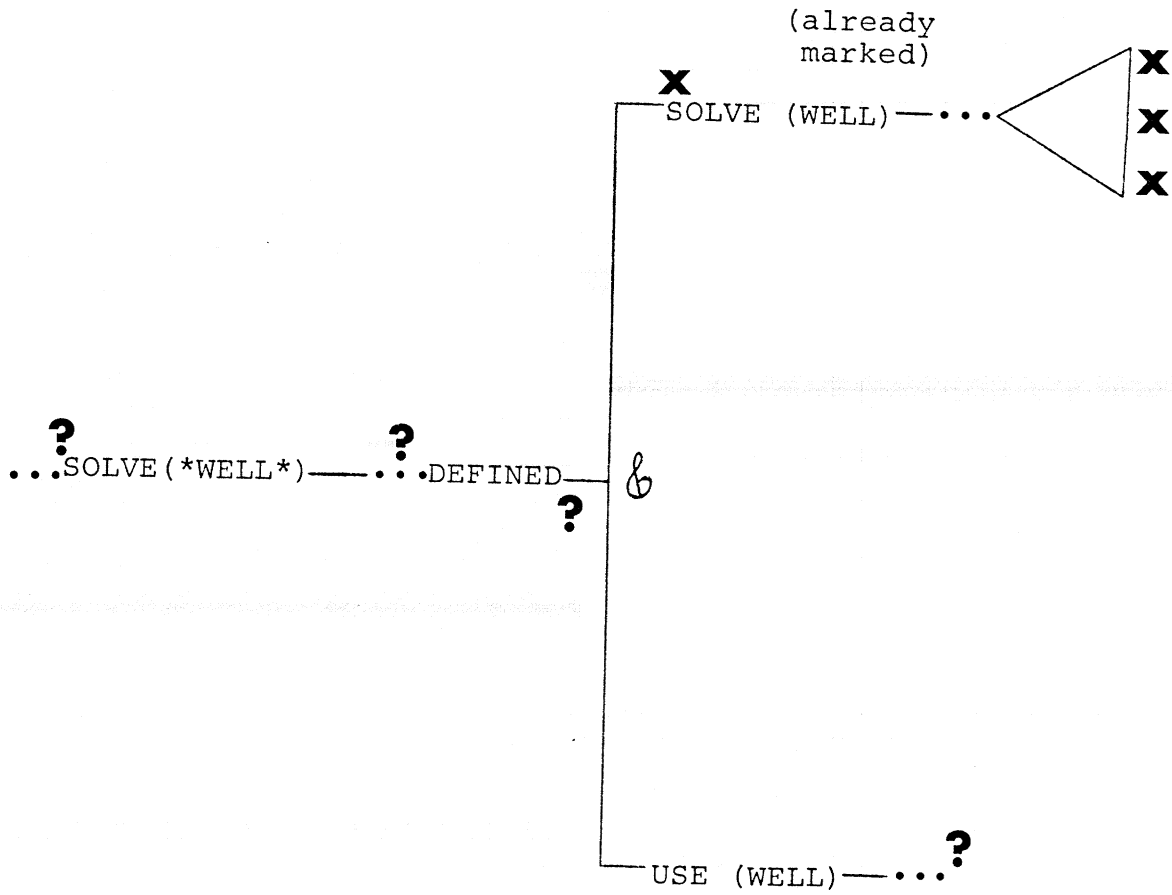 (already
marked)
X
X
SOLVE (WELL)—...
X
X
?
?
...SOLVE(*WELL*)—...DEFINED—
&
?
?
USE (WELL)—...